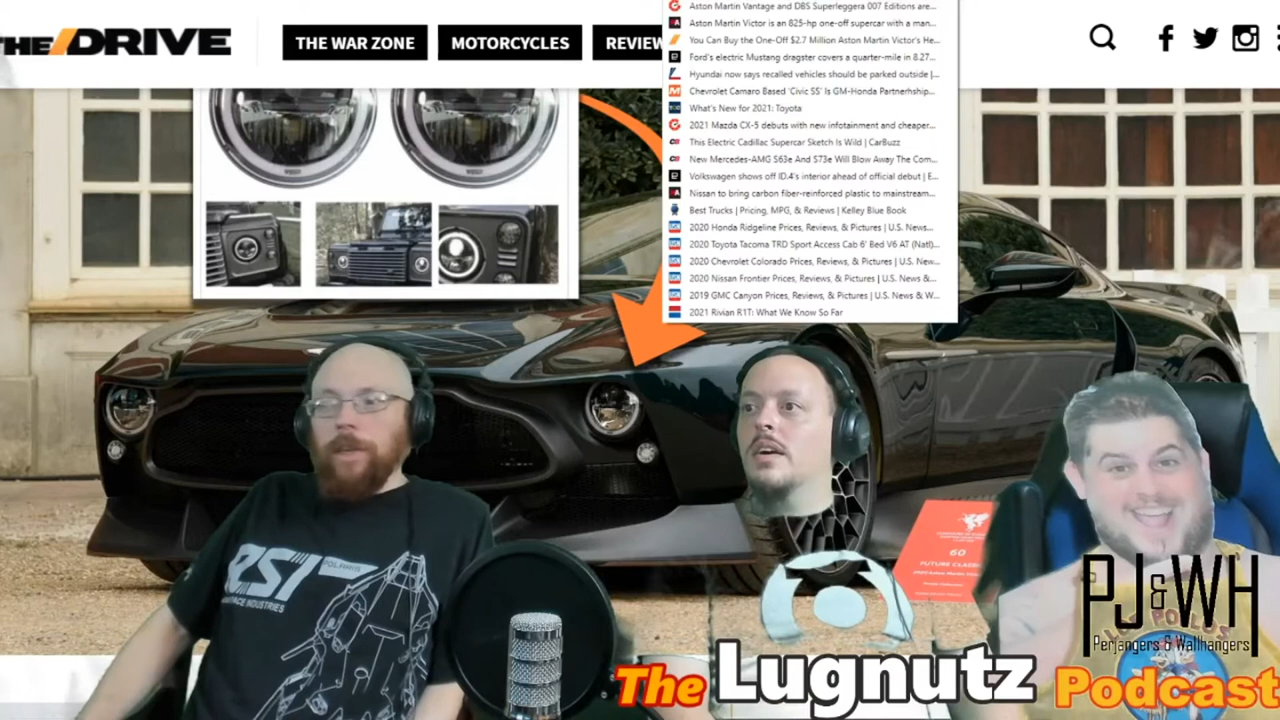 THE/DRIVE
THE WAR ZONE
MOTORCYCLES
REVIEW
Aston Martin Vantage and DBS Superleggera 007 Editions are...
Aston Martin Victor is an 825-hp one-off supercar with a man...
You Can Buy the One-Off $2.7 Million Aston Martin Victor's He...
Ford's electric Mustang dragster covers a quarter-mile in 8.27...
Hyundai now says recalled vehicles should be parked outside |...
Chevrolet Camaro Based 'Civic S5' Is GM-Honda Partnerhship...
What's New for 2021: Toyota
2021 Mazda CX-5 debuts with new infotainment and cheaper...
This Electric Cadillac Supercar Sketch Is Wild | CarBuzz
New Mercedes-AMG S63e And S73e Will Blow Away The Com...
Volkswagen shows off ID.4's interior ahead of official debut | E...
Nissan to bring carbon fiber-reinforced plastic to mainstream...
Best Trucks | Pricing, MPG, & Reviews | Kelley Blue Book
2020 Honda Ridgeline Prices, Reviews, & Pictures | U.S. News...
2020 Toyota Tacoma TRD Sport Access Cab 6' Bed V6 AT (Natl)...
2020 Chevrolet Colorado Prices, Reviews, & Pictures | U.S. New...
2020 Nissan Frontier Prices, Reviews, & Pictures | U.S. News &...
2019 GMC Canyon Prices, Reviews, & Pictures | U.S. News & W...
2021 Rivian R1T: What We Know So Far
RSI
POLARIS
60
FUTURE CLASS
PJ&WH
Perjangers & Wallhangers
The Lugnutz Podcast